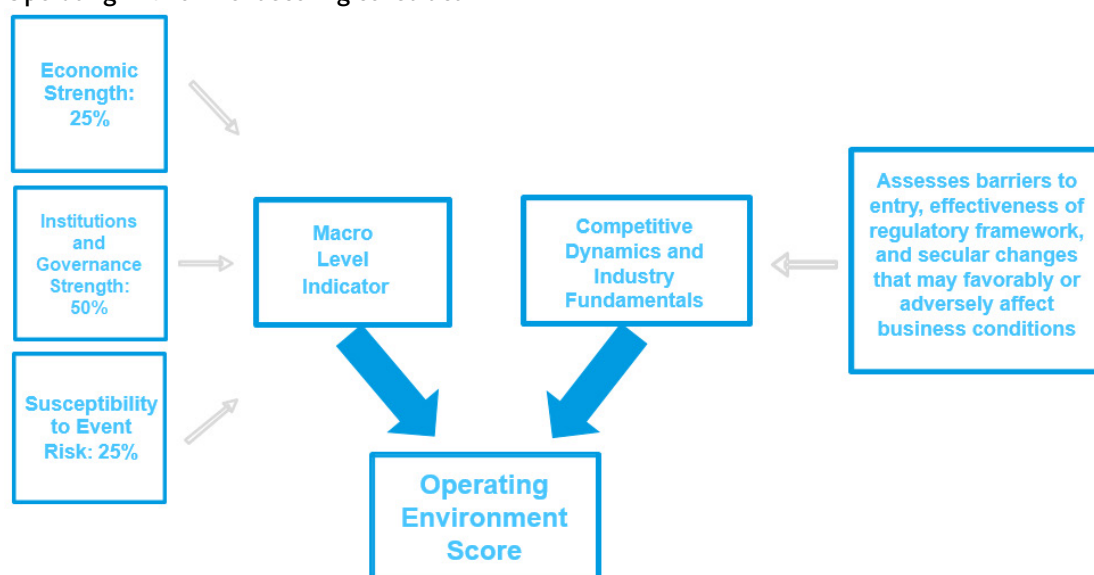 Economic
Strength:
25%
Institutions
and
Governance
Strength:
50%
Susceptibility
to Event
Risk: 25%
Macro
Level
Indicator
Competitive
Dynamics and
Industry
Fundamentals
Assesses barriers to
entry, effectiveness of
regulatory framework,
and secular changes
that may favorably or
adversely affect
business conditions
Operating
Environment
Score